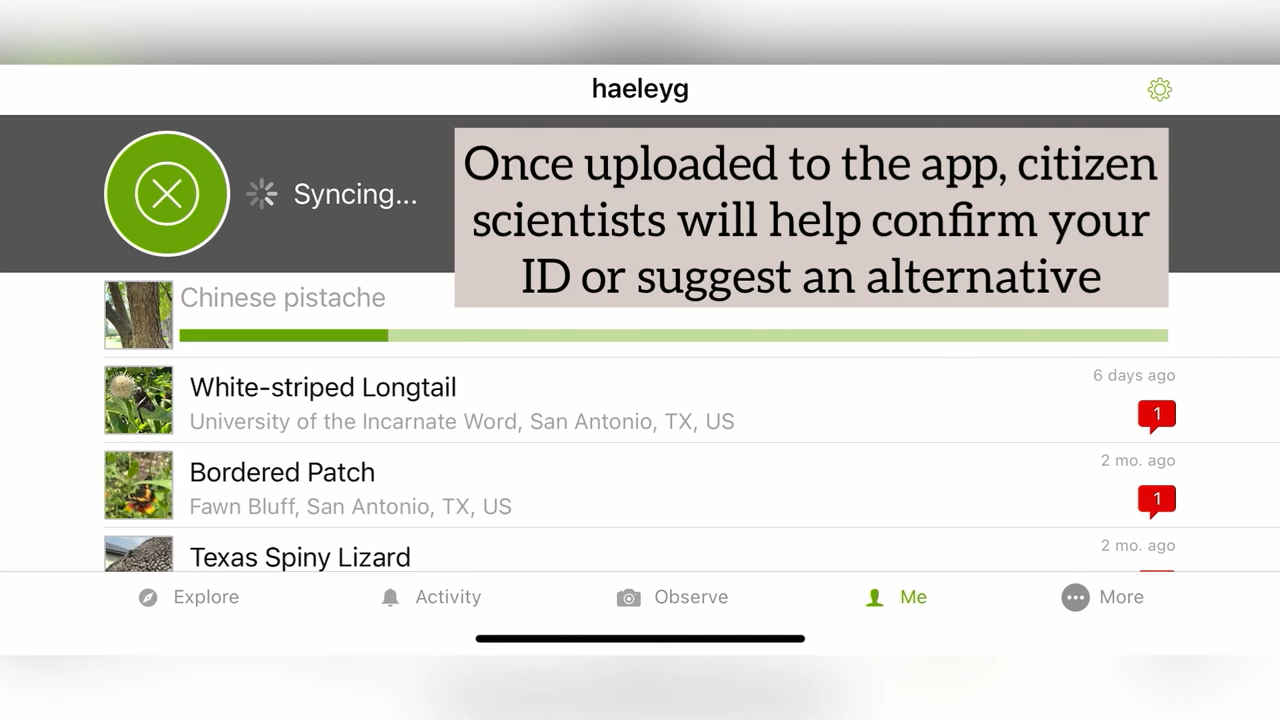 haeleyg
Syncing...
Once uploaded to the app, citizen
scientists will help confirm your
ID or suggest an alternative
Chinese pistache
White-striped Longtail
6 days ago
University of the Incarnate Word, San Antonio, TX, US
1
Bordered Patch
2 mo. ago
Fawn Bluff, San Antonio, TX, US
1
Texas Spiny Lizard
2 mo. ago
Explore
Activity
Observe
Me
More